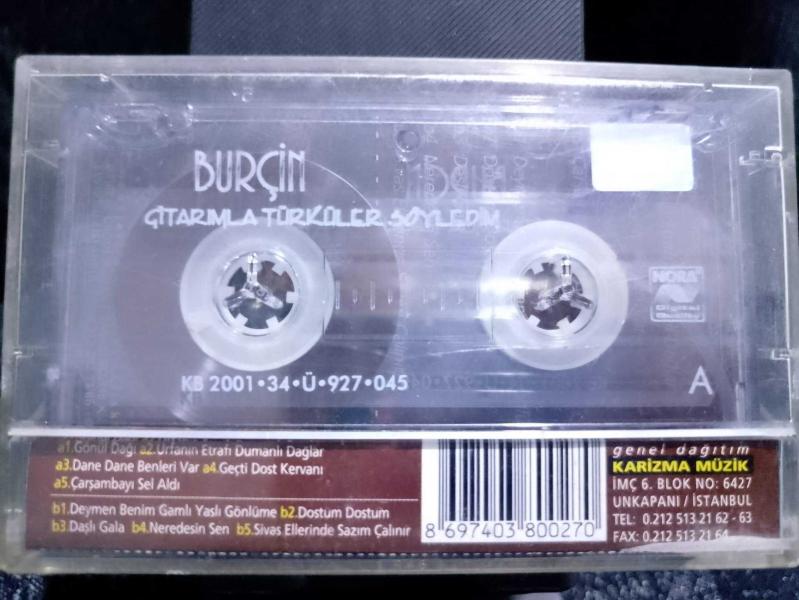 BURÇİN
GİTARIMLA TÜRKÜLER SÖYLEDİM
NORA
Digital
Quality
KB 2001•34•Ü•927•045
A
a1.Gönül Dağı a2.Urfanın Etrafı Dumanlı Dağlar
a3.Dane Dane Benleri Var a4.Geçti Dost Kervanı
a5.Çarşambayı Sel Aldı
b1.Deymen Benim Gamlı Yaslı Gönlüme b2.Dostum Dostum
b3.Daşlı Gala b4.Neredesin Sen b5.Sivas Ellerinde Sazım Çalınır
8 697403 800270
genel dağıtım
KARİZMA MÜZİK
İMÇ 6. BLOK NO: 6427
UNKAPANI / İSTANBUL
TEL: 0.212 513 21 62 - 63
FAX: 0.212 513 21 64